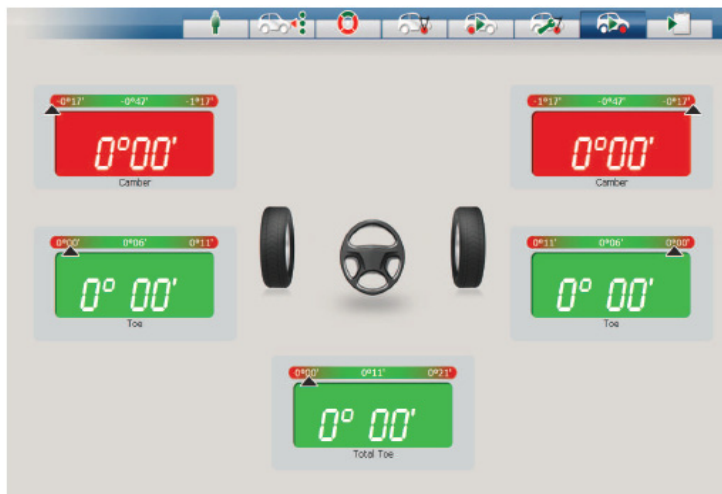 -0°17' -0°47' -1°17'
0°00'
Camber
-1°17' -0°47' -0°17'
0°00'
Camber
0°00' 0°06' 0°11'
0° 00'
Toe
0°11' 0°06' 0°00'
0° 00'
Toe
0°00' 0°11' 0°21'
0° 00'
Total Toe